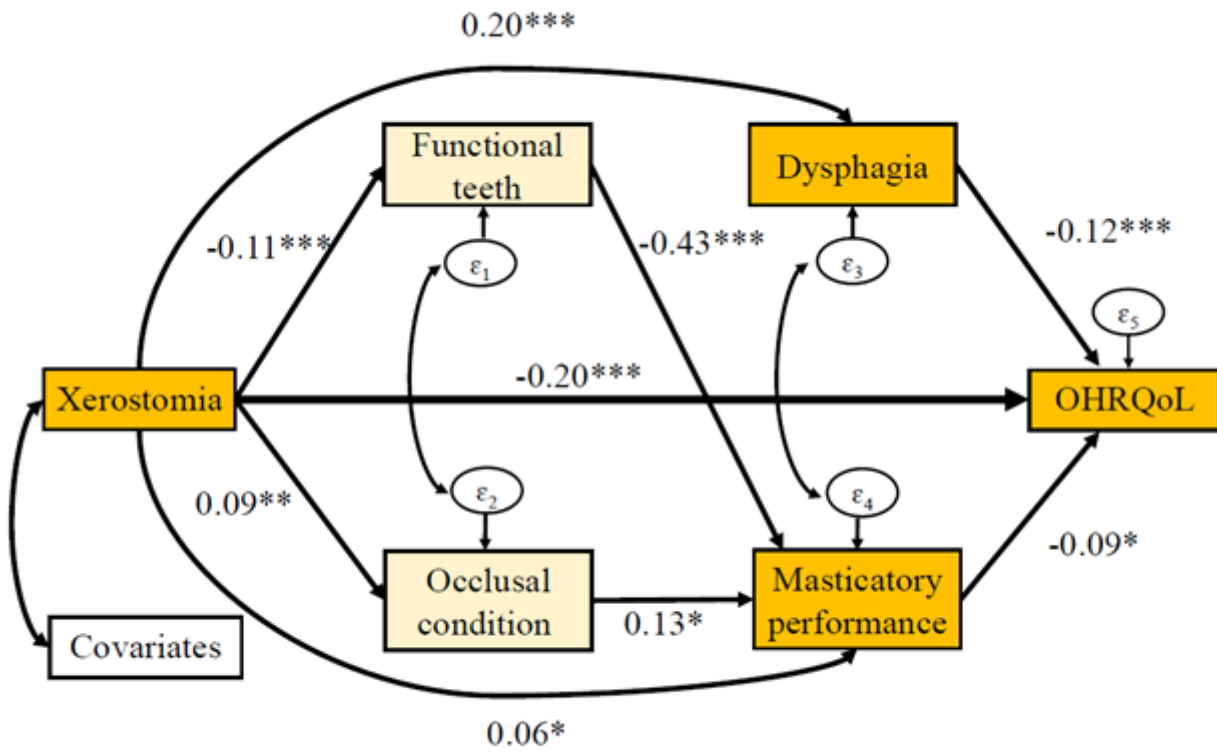 0.20***
Functional
teeth
Dysphagia
-0.11***
ε1
-0.43***
ε3
-0.12***
ε5
Xerostomia
-0.20***
OHRQoL
0.09**
ε2
ε4
-0.09*
Occlusal
condition
0.13*
Masticatory
performance
Covariates
0.06*